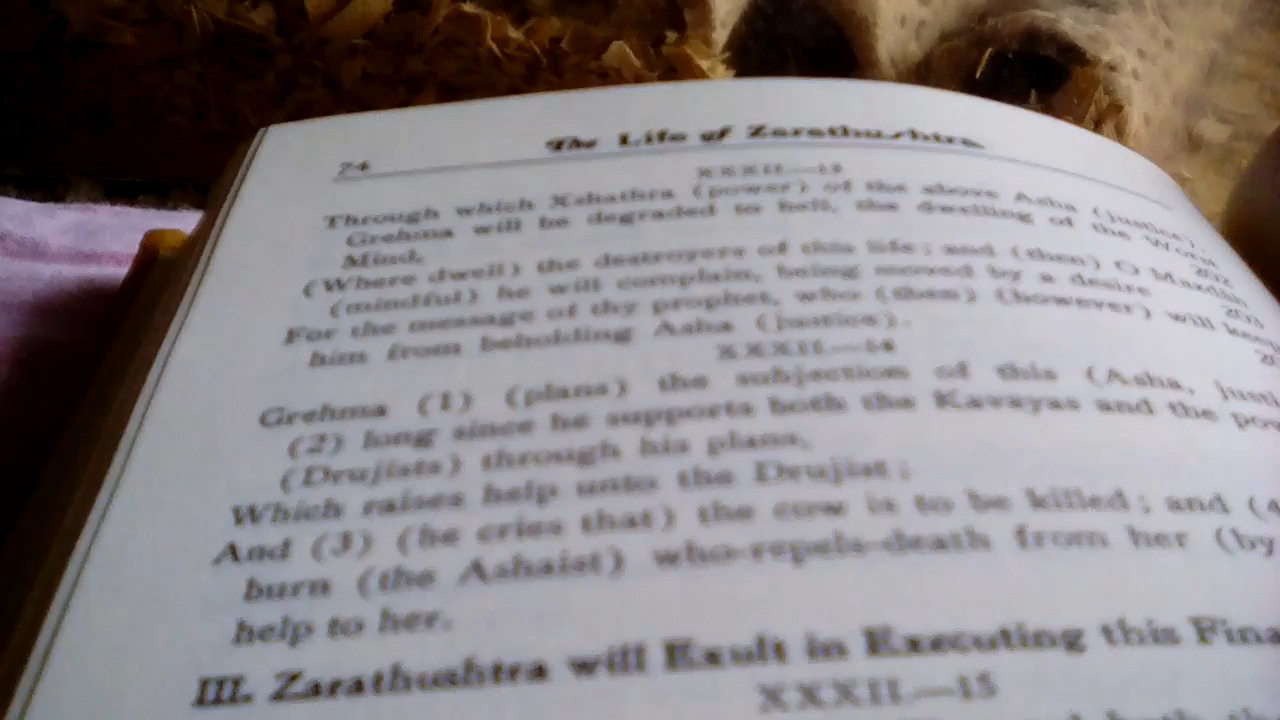 74 The Life of Zarathushtra
XXXII.—13
Through which Xshathra (power) of the above Asha (justice),
Grehma will be degraded to hell, the dwelling of the Worst
Mind,
202
(Where dwell) the destroyers of this life; and (then) O Mazdah
(mindful) he will complain, being moved by a desire
203
For the message of thy prophet, who (then) (however) will keep
him from beholding Asha (justice).
XXXII.—14
Grehma (1) (plans) the subjection of this (Asha,
(2) long since he supports both the Kavayas and the
(Drujists) through his plans,
Which raises help unto the Drujist;
And (3) (he cries that) the cow is to be killed; and (4
burn (the Ashaist) who-repels-death from her (by
help to her.
III. Zarathushtra will Exult in Executing this
XXXII.—15